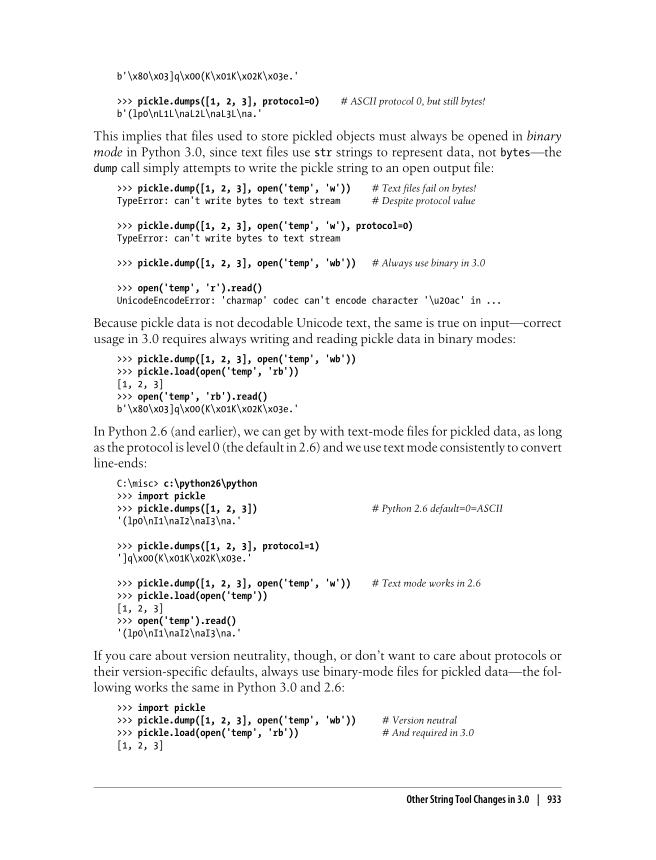 b'\x80\x03]q\x00(K\x01K\x02K\x03e.'
>>> pickle.dumps([1, 2, 3], protocol=0) # ASCII protocol 0, but still bytes!
b'(lp0\nL1L\naL2L\naL3L\na.'
This implies that files used to store pickled objects must always be opened in binary
mode in Python 3.0, since text files use str strings to represent data, not bytes—the
dump call simply attempts to write the pickle string to an open output file:
>>> pickle.dump([1, 2, 3], open('temp', 'w')) # Text files fail on bytes!
TypeError: can't write bytes to text stream # Despite protocol value
>>> pickle.dump([1, 2, 3], open('temp', 'w'), protocol=0)
TypeError: can't write bytes to text stream
>>> pickle.dump([1, 2, 3], open('temp', 'wb')) # Always use binary in 3.0
>>> open('temp', 'r').read()
UnicodeEncodeError: 'charmap' codec can't encode character '\u20ac' in ...
Because pickle data is not decodable Unicode text, the same is true on input—correct
usage in 3.0 requires always writing and reading pickle data in binary modes:
>>> pickle.dump([1, 2, 3], open('temp', 'wb'))
>>> pickle.load(open('temp', 'rb'))
[1, 2, 3]
>>> open('temp', 'rb').read()
b'\x80\x03]q\x00(K\x01K\x02K\x03e.'
In Python 2.6 (and earlier), we can get by with text-mode files for pickled data, as long
as the protocol is level 0 (the default in 2.6) and we use text mode consistently to convert
line-ends:
C:\misc> c:\python26\python
>>> import pickle
>>> pickle.dumps([1, 2, 3]) # Python 2.6 default=0=ASCII
'(lp0\nI1\naI2\naI3\na.'
>>> pickle.dumps([1, 2, 3], protocol=1)
']q\x00(K\x01K\x02K\x03e.'
>>> pickle.dump([1, 2, 3], open('temp', 'w')) # Text mode works in 2.6
>>> pickle.load(open('temp'))
[1, 2, 3]
>>> open('temp').read()
'(lp0\nI1\naI2\naI3\na.'
If you care about version neutrality, though, or don't want to care about protocols or
their version-specific defaults, always use binary-mode files for pickled data—the fol-
lowing works the same in Python 3.0 and 2.6:
>>> import pickle
>>> pickle.dump([1, 2, 3], open('temp', 'wb')) # Version neutral
>>> pickle.load(open('temp', 'rb')) # And required in 3.0
[1, 2, 3]
Other String Tool Changes in 3.0 | 933